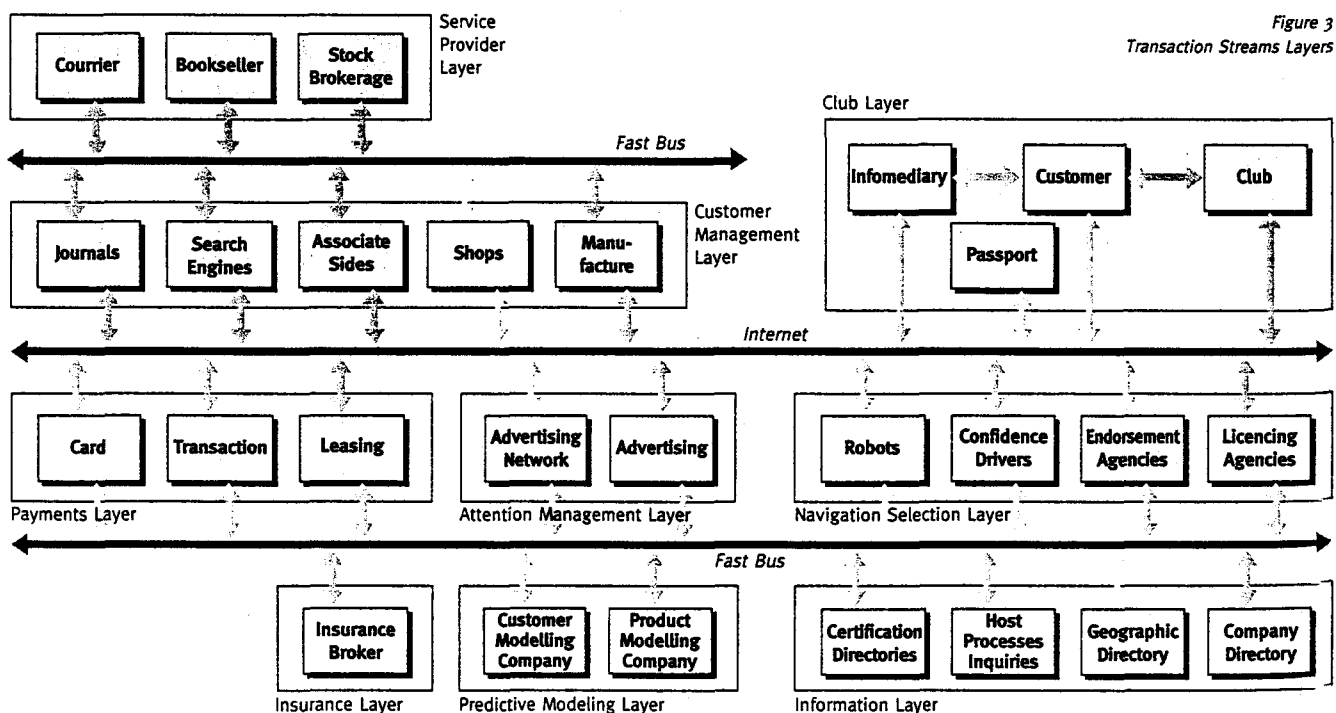 Figure 3
Transaction Streams Layers
Service
Provider
Layer
Courrier
Bookseller
Stock
Brokerage
Fast Bus
Club Layer
Infomediary
Customer
Club
Passport
Customer
Management
Layer
Journals
Search
Engines
Associate
Sides
Shops
Manu-
facture
Internet
Card
Transaction
Leasing
Payments Layer
Advertising
Network
Advertising
Attention Management Layer
Robots
Confidence
Drivers
Endorsement
Agencies
Licencing
Agencies
Navigation Selection Layer
Fast Bus
Insurance
Broker
Insurance Layer
Customer
Modelling
Company
Product
Modelling
Company
Predictive Modeling Layer
Certification
Directories
Host
Processes
Inquiries
Geographic
Directory
Company
Directory
Information Layer